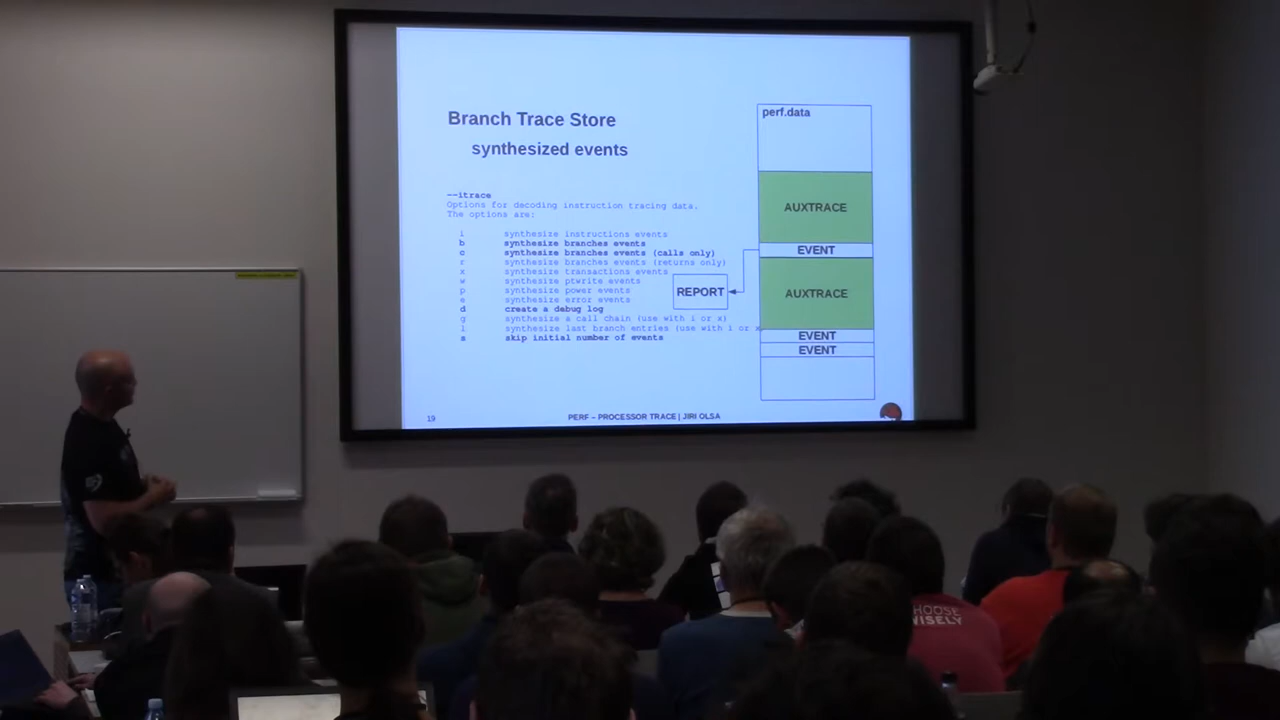 Branch Trace Store
synthesized events
--itrace
Options for decoding instruction tracing data.
The options are:
i synthesize instructions events
b synthesize branches events
c synthesize branches events (calls only)
r synthesize branches events (returns only)
x synthesize transactions events
w synthesize ptwrite events
p synthesize power events
e synthesize error events
d create a debug log
g synthesize a call chain (use with i or x)
l synthesize last branch entries (use with i or x
s skip initial number of events
perf.data
AUXTRACE
EVENT
REPORT
AUXTRACE
EVENT
EVENT
19
PERF – PROCESSOR TRACE | JIRI OLSA
CHOOSE
WISELY